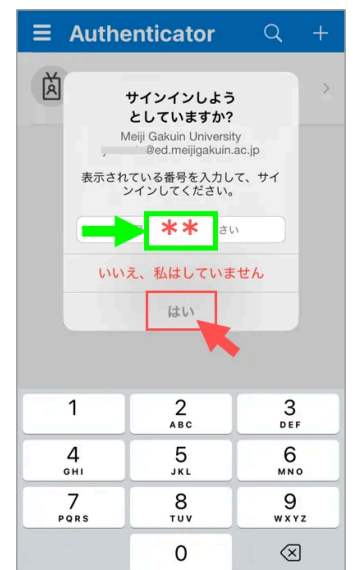 Authenticator
サインインしよう
としていますか?
Meiji Gakuin University
@ed.meijigakuin.ac.jp
表示されている番号を入力して、サイ
ンインしてください。
** さい
いいえ、私はしていません
はい
1 2 3
ABC DEF
4 5 6
GHI JKL MNO
7 8 9
PQRS TUV WXYZ
0